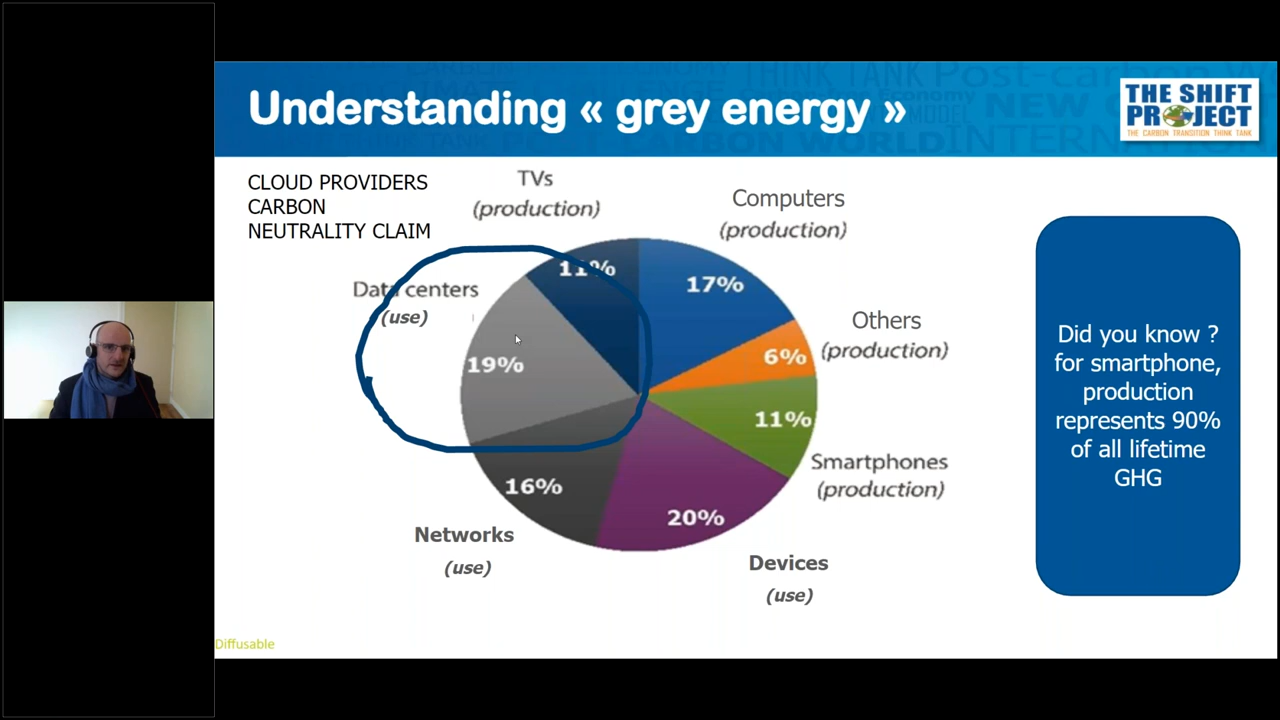 Understanding « grey energy »
THE SHIFT
PROJECT
THE CARBON TRANSITION THINK TANK
CLOUD PROVIDERS
CARBON
NEUTRALITY CLAIM
TVs
(production)
11%
Computers
(production)
17%
Others
(production)
6%
11%
Smartphones
(production)
20%
Devices
(use)
16%
Networks
(use)
Data centers
(use)
19%
Did you know ?
for smartphone,
production
represents 90%
of all lifetime
GHG
Diffusable